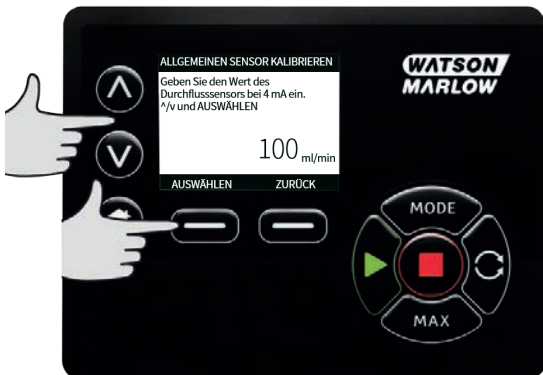 ALLGEMEINEN SENSOR KALIBRIEREN
Geben Sie den Wert des
Durchflusssensors bei 4 mA ein.
^/v und AUSWÄHLEN
100 ml/min
AUSWÄHLEN ZURÜCK
WATSON
MARLOW
MODE
MAX